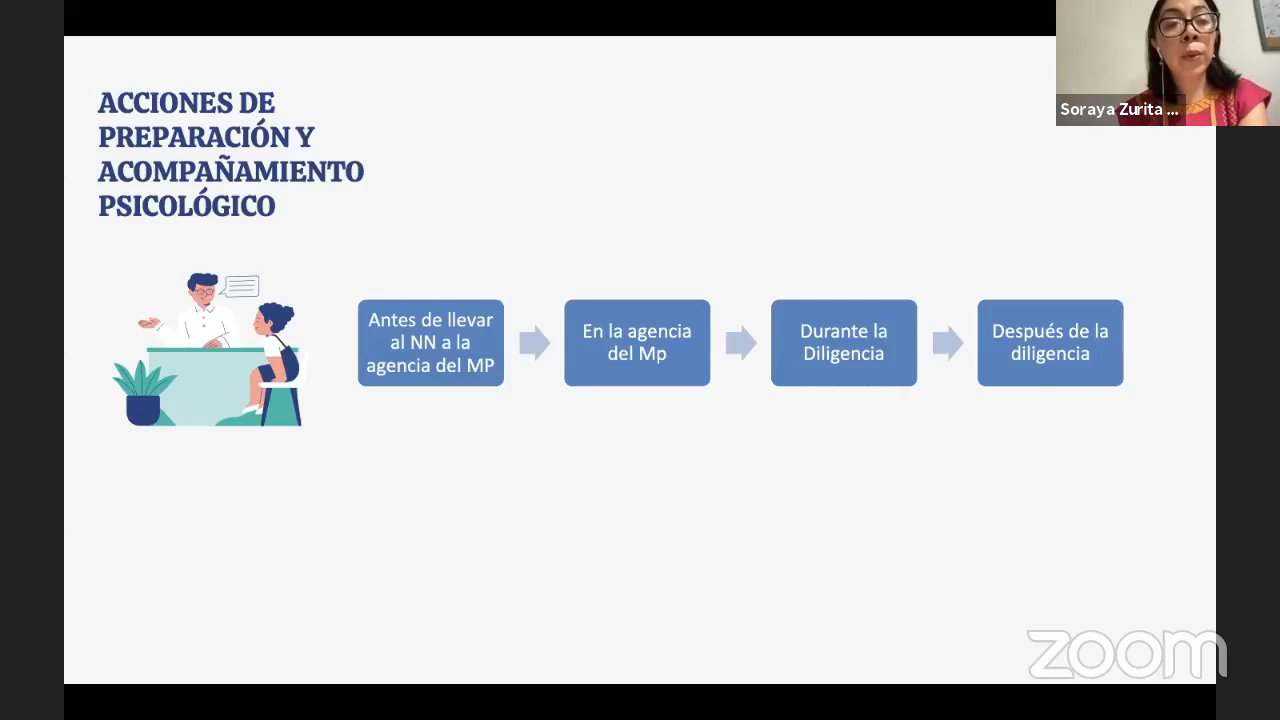 ACCIONES DE
PREPARACIÓN Y
ACOMPAÑAMIENTO
PSICOLÓGICO
Antes de llevar
al NN a la
agencia del MP
En la agencia
del Mp
Durante la
Diligencia
Después de la
diligencia
Soraya Zurita ...
zoom